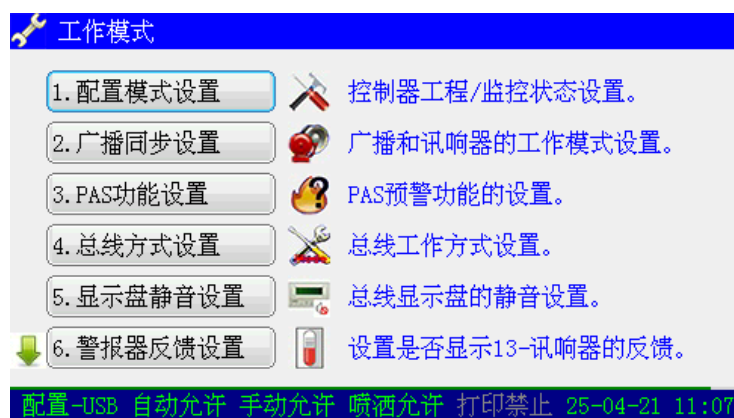 工作模式
1.配置模式设置 控制器工程/监控状态设置。
2.广播同步设置 广播和讯响器的工作模式设置。
3.PAS功能设置 PAS预警功能的设置。
4.总线方式设置 总线工作方式设置。
5.显示盘静音设置 总线显示盘的静音设置。
6.警报器反馈设置 设置是否显示13-讯响器的反馈。
配置-USB 自动允许 手动允许 喷洒允许 打印禁止 25-04-21 11:07